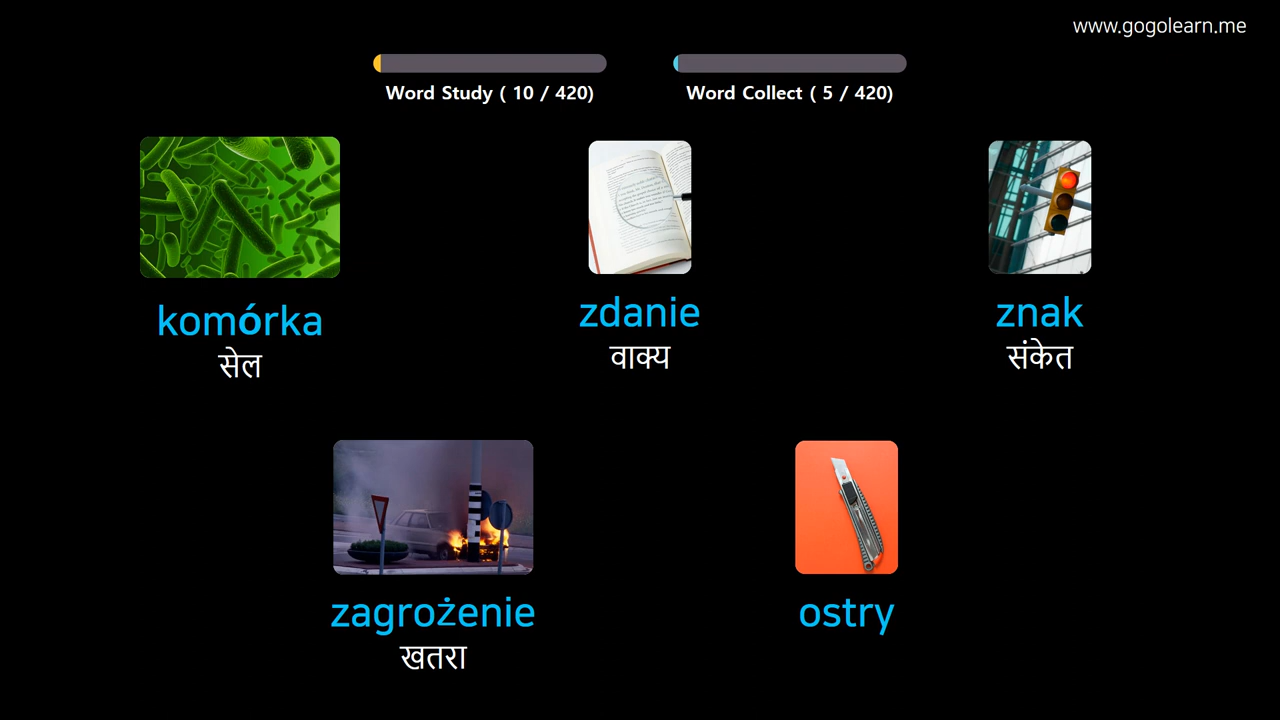 www.gogolearn.me
Word Study ( 10 / 420)
Word Collect ( 5 / 420)
komórka
सेल
zdanie
वाक्य
znak
संकेत
zagrożenie
खतरा
ostry